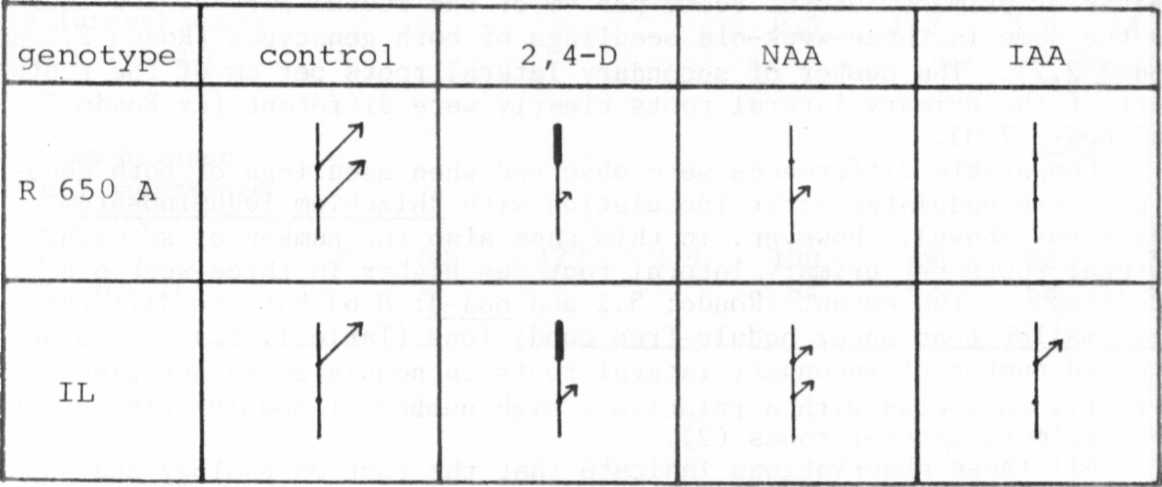 genotype control 2,4-D NAA IAA
R 650 A
IL